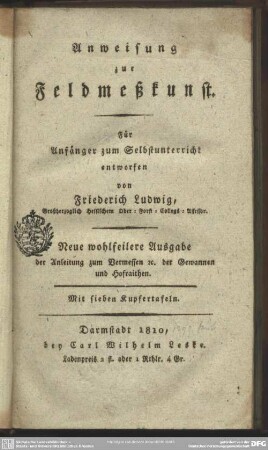 Anweisung
zur
Feldmeßkunst.
Für
Anfänger zum Selbstunterricht
entworfen
von
Friederich Ludwig,
Großherzoglich Hessischem Ober-Forst-Collegs-Assessor.
Neue wohlfeilere Ausgabe
der Anleitung zum Vermessen ꝛc. der Gewannen
und Hofraithen.
Mit sieben Kupfertafeln.
Darmstadt 1810,
bey Carl Wilhelm Leske.
Ladenpreis 2 fl. oder 1 Rthlr. 4 Gr.